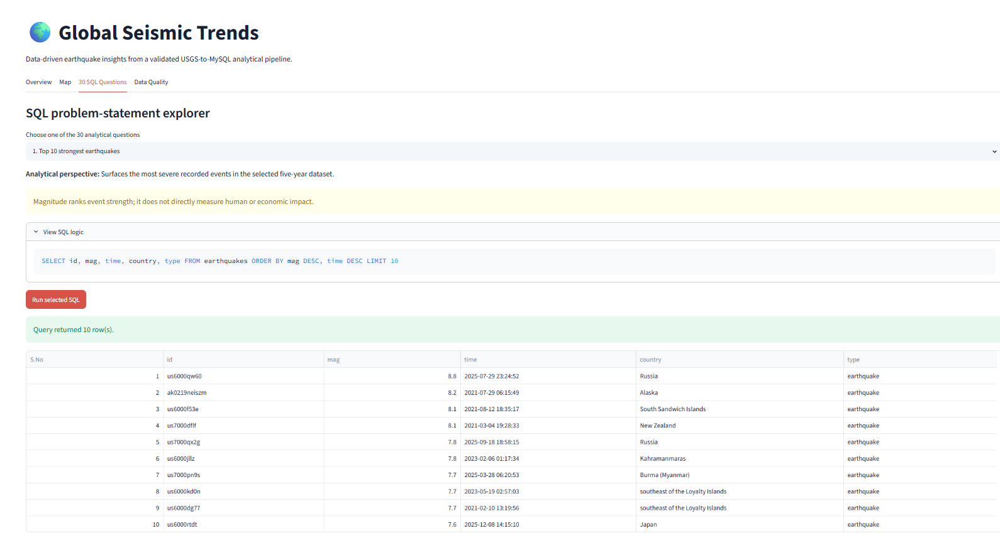 Global Seismic Trends
Data-driven earthquake insights from a validated USGS-to-MySQL analytical pipeline.
Overview Map 30 SQL Questions Data Quality
SQL problem-statement explorer
Choose one of the 30 analytical questions
1. Top 10 strongest earthquakes
Analytical perspective: Surfaces the most severe recorded events in the selected five-year dataset.
Magnitude ranks event strength; it does not directly measure human or economic impact.
View SQL logic
SELECT id, mag, time, country, type FROM earthquakes ORDER BY mag DESC, time DESC LIMIT 10
Run selected SQL
Query returned 10 row(s).
S.No id mag time country type
1 us6000qw60 8.8 2025-07-29 23:24:52 Russia earthquake
2 ak0219neiszm 8.2 2021-07-29 06:15:49 Alaska earthquake
3 us6000f53e 8.1 2021-08-12 18:35:17 South Sandwich Islands earthquake
4 us7000dflf 8.1 2021-03-04 19:28:33 New Zealand earthquake
5 us7000qx2g 7.8 2025-09-18 18:58:15 Russia earthquake
6 us6000jllz 7.8 2023-02-06 01:17:34 Kahramanmaras earthquake
7 us7000pn9s 7.7 2025-03-28 06:20:53 Burma (Myanmar) earthquake
8 us6000kd0n 7.7 2023-05-19 02:57:03 southeast of the Loyalty Islands earthquake
9 us6000dg77 7.7 2021-02-10 13:19:56 southeast of the Loyalty Islands earthquake
10 us6000rtdt 7.6 2025-12-08 14:15:10 Japan earthquake